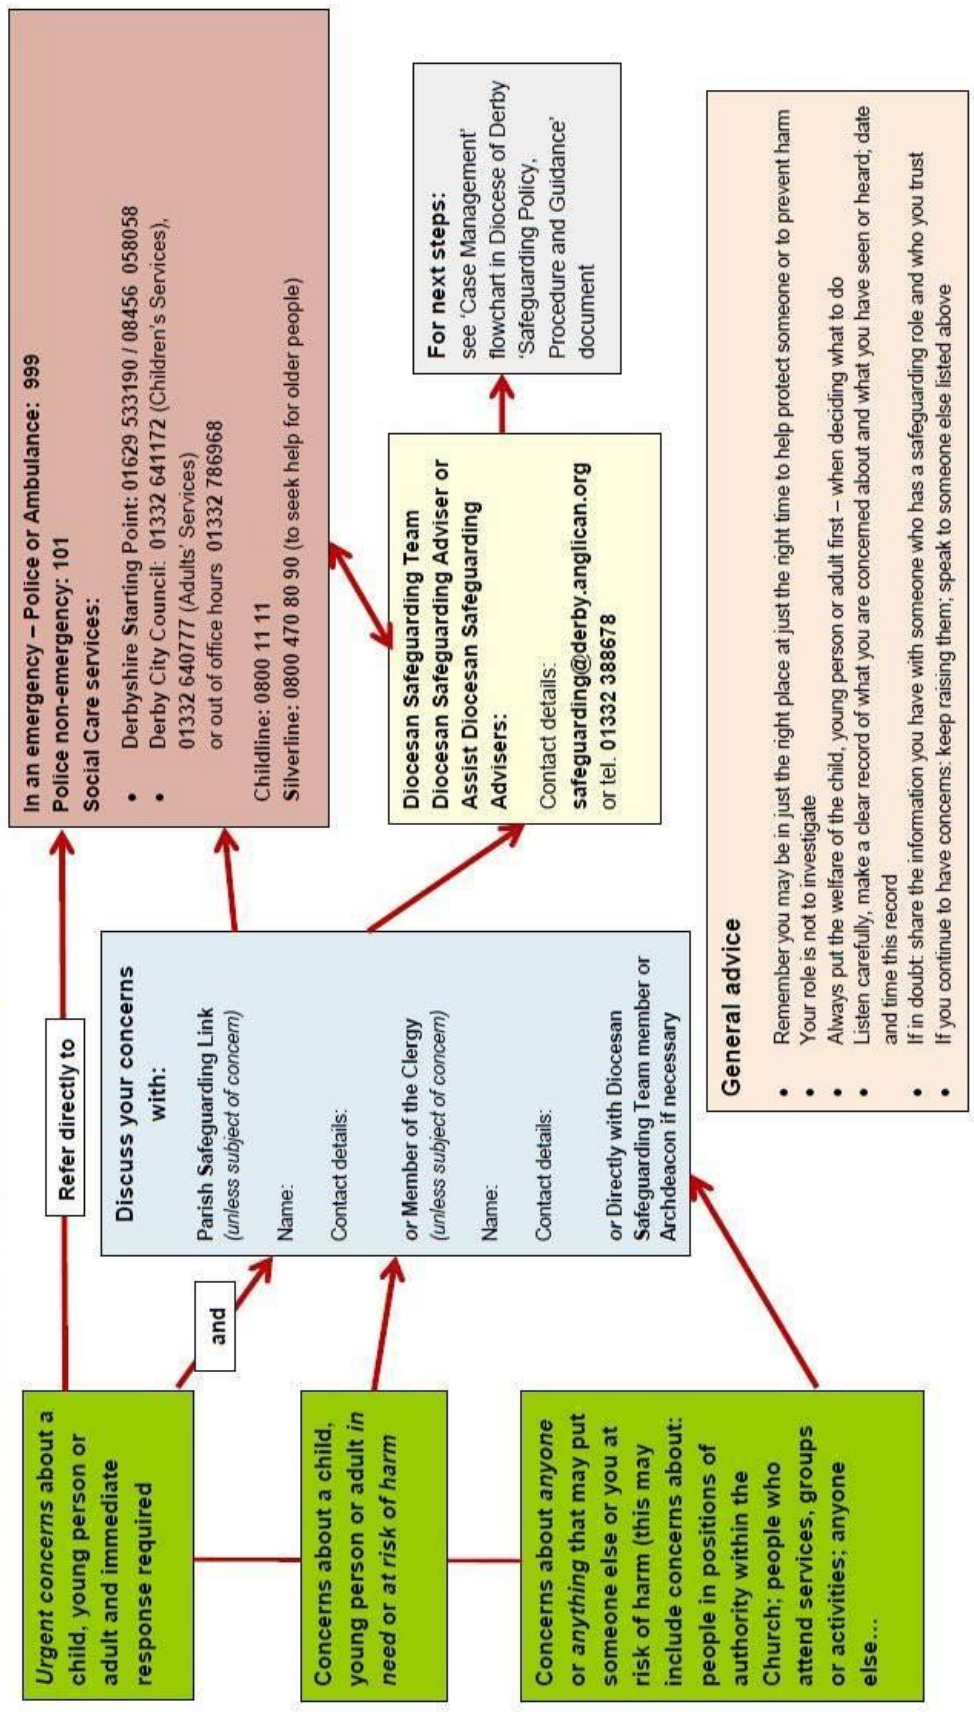 Urgent concerns about a
child, young person or
adult and immediate
response required
Concerns about a child,
young person or adult in
need or at risk of harm
Concerns about anyone
or anything that may put
someone else or you at
risk of harm (this may
include concerns about:
people in positions of
authority within the
Church; people who
attend services, groups
or activities; anyone
else...
Refer directly to
and
Discuss your concerns
with:
Parish Safeguarding Link
(unless subject of concern)
Name:
Contact details:
or Member of the Clergy
(unless subject of concern)
Name:
Contact details:
or Directly with Diocesan
Safeguarding Team member or
Archdeacon if necessary
In an emergency – Police or Ambulance: 999
Police non-emergency: 101
Social Care services:
• Derbyshire Starting Point: 01629 533190 / 08456 058058
• Derby City Council: 01332 641172 (Children's Services),
01332 640777 (Adults' Services)
or out of office hours 01332 786968
Childline: 0800 11 11
Silverline: 0800 470 80 90 (to seek help for older people)
Diocesan Safeguarding Team
Diocesan Safeguarding Adviser or
Assist Diocesan Safeguarding
Advisers:
Contact details:
safeguarding@derby.anglican.org
or tel. 01332 388678
For next steps:
see 'Case Management'
flowchart in Diocese of Derby
'Safeguarding Policy,
Procedure and Guidance'
document
General advice
• Remember you may be in just the right place at just the right time to help protect someone or to prevent harm
• Your role is not to investigate
• Always put the welfare of the child, young person or adult first – when deciding what to do
• Listen carefully, make a clear record of what you are concerned about and what you have seen or heard; date
and time this record
• If in doubt: share the information you have with someone who has a safeguarding role and who you trust
• If you continue to have concerns: keep raising them; speak to someone else listed above